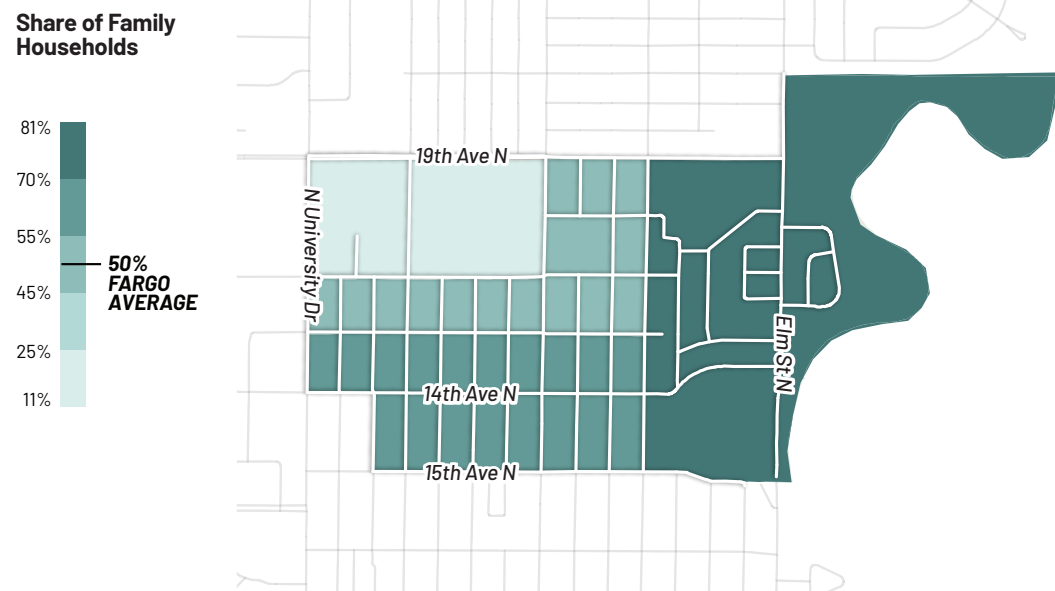 Share of Family
Households
81%
70%
55%
50%
FARGO
AVERAGE
45%
25%
11%
19th Ave N
N University Dr
Elm St N
14th Ave N
15th Ave N